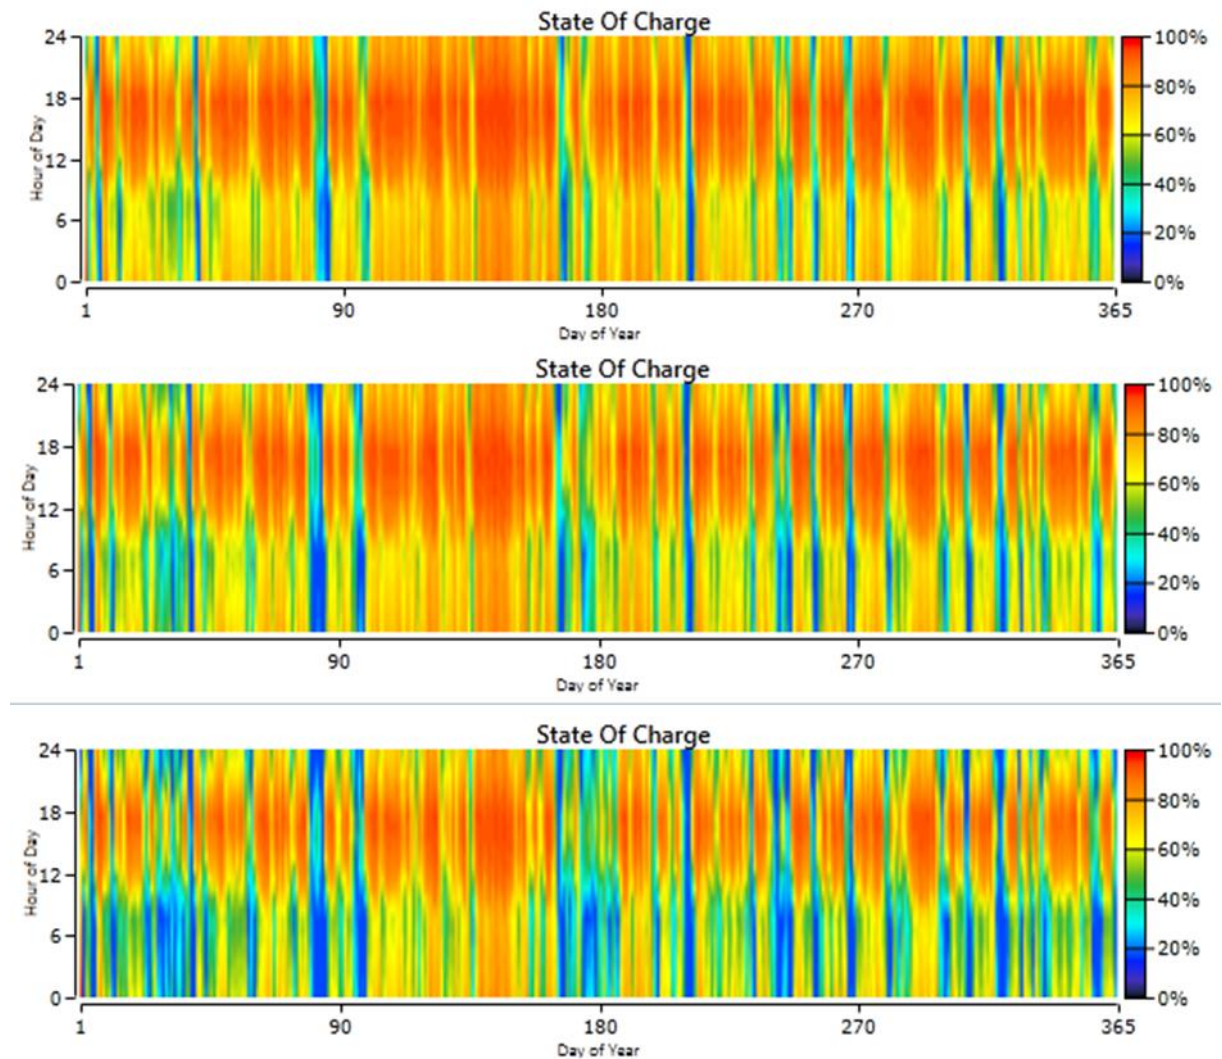 State Of Charge
24 100%
18 80%
Hour of Day
12 60%
40%
6 20%
0 0%
1 90 180 270 365
Day of Year
State Of Charge
24 100%
18 80%
Hour of Day
12 60%
40%
6 20%
0 0%
1 90 180 270 365
Day of Year
State Of Charge
24 100%
18 80%
Hour of Day
12 60%
40%
6 20%
0 0%
1 90 180 270 365
Day of Year